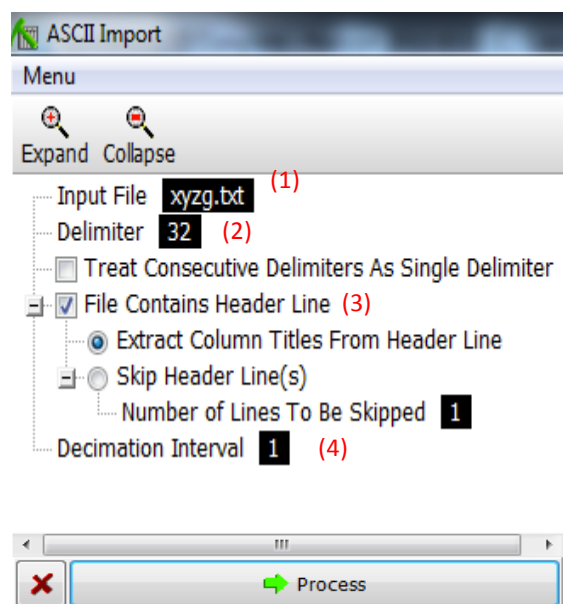 ASCII Import
Menu
Expand Collapse
Input File xyzg.txt (1)
Delimiter 32 (2)
Treat Consecutive Delimiters As Single Delimiter
File Contains Header Line (3)
Extract Column Titles From Header Line
Skip Header Line(s)
Number of Lines To Be Skipped 1
Decimation Interval 1 (4)
Process